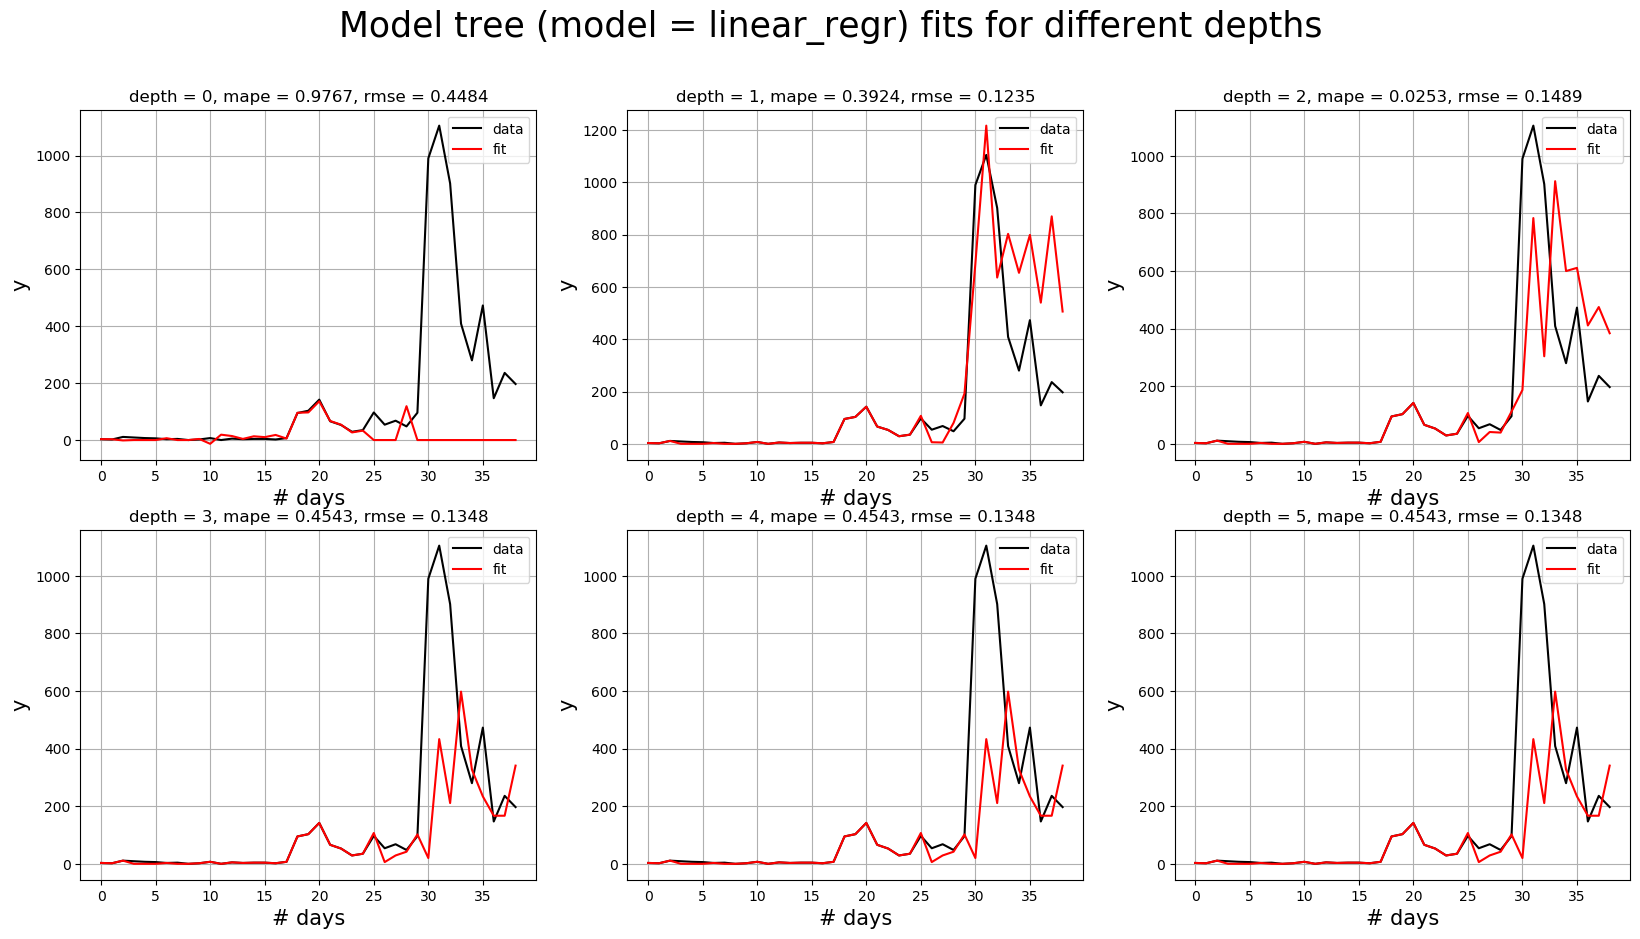 Model tree (model = linear_regr) fits for different depths
depth = 0, mape = 0.9767, rmse = 0.4484
data
fit
1000
800
600
400
200
0
y
0 5 10 15 20 25 30 35
# days
depth = 1, mape = 0.3924, rmse = 0.1235
data
fit
1200
1000
800
600
400
200
0
y
0 5 10 15 20 25 30 35
# days
depth = 2, mape = 0.0253, rmse = 0.1489
data
fit
1000
800
600
400
200
0
y
0 5 10 15 20 25 30 35
# days
depth = 3, mape = 0.4543, rmse = 0.1348
data
fit
1000
800
600
400
200
0
y
0 5 10 15 20 25 30 35
# days
depth = 4, mape = 0.4543, rmse = 0.1348
data
fit
1000
800
600
400
200
0
y
0 5 10 15 20 25 30 35
# days
depth = 5, mape = 0.4543, rmse = 0.1348
data
fit
1000
800
600
400
200
0
y
0 5 10 15 20 25 30 35
# days